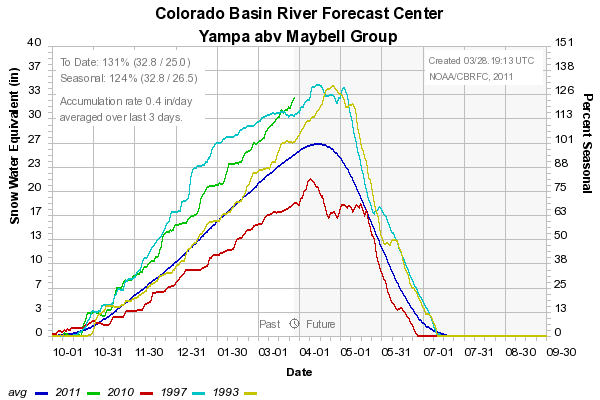 Colorado Basin River Forecast Center
Yampa abv Maybell Group
To Date: 131% (32.8 / 25.0)
Seasonal: 124% (32.8 / 26.5)
Accumulation rate 0.4 in/day
averaged over last 3 days.
Created 03/28.19:13 UTC
NOAA/CBRFC, 2011
Snow Water Equivalent (in)
40
37
33
30
27
23
20
17
13
10
7
3
0
Percent Seasonal
151
138
126
113
101
88
75
63
50
38
25
13
0
Past Future
10-01 10-31 11-30 12-31 01-30 03-01 04-01 05-01 05-31 07-01 07-31 08-30 09-30
Date
avg 2011 2010 1997 1993